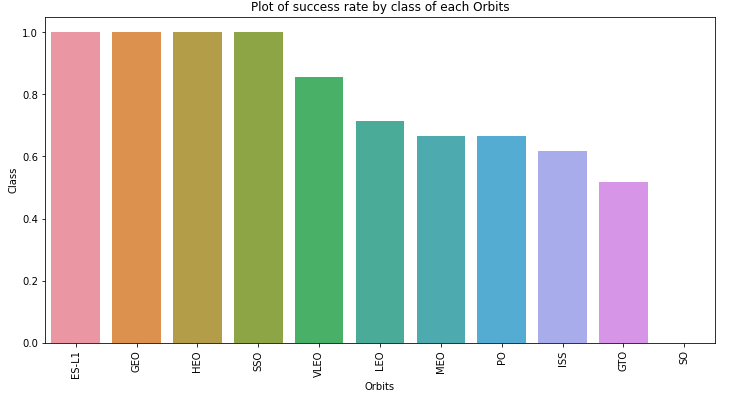 Plot of success rate by class of each Orbits
1.0
0.8
0.6
0.4
0.2
0.0
Class
ES-L1
GEO
HEO
SSO
VLEO
LEO
MEO
PO
ISS
GTO
SO
Orbits